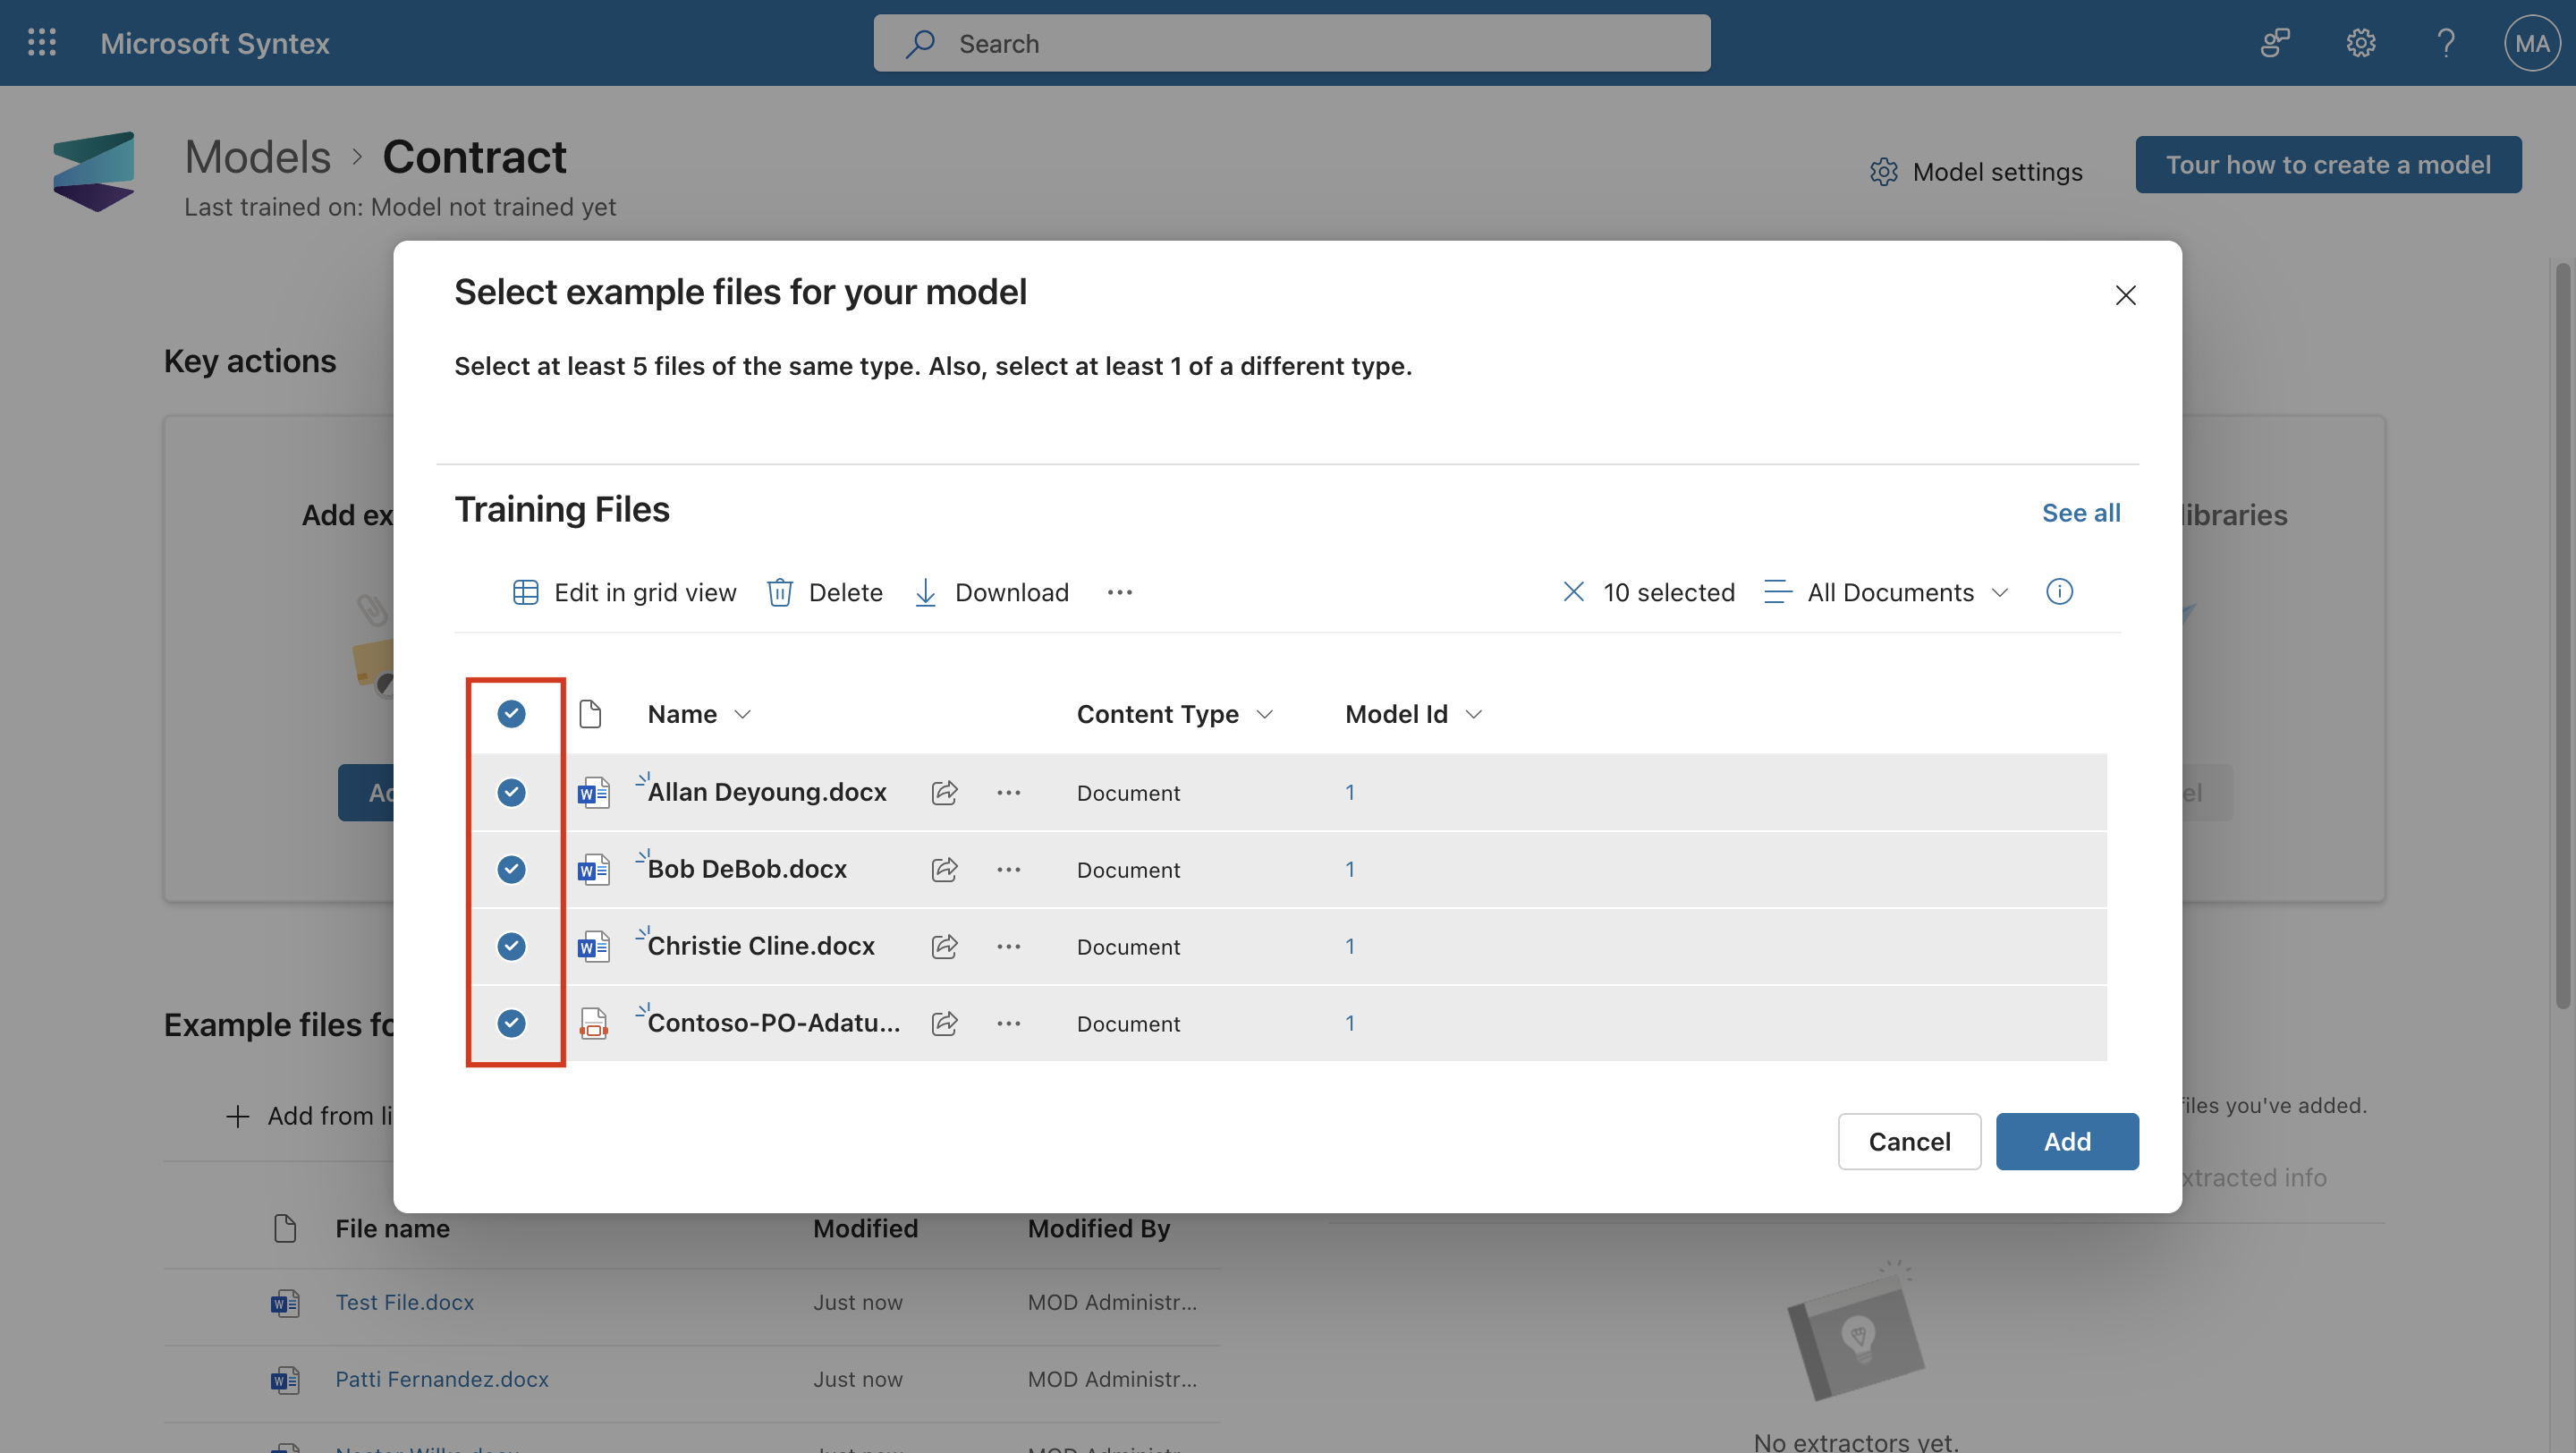 Microsoft Syntex
Search
MA
Models > Contract
Last trained on: Model not trained yet
Model settings
Tour how to create a model
Select example files for your model
Select at least 5 files of the same type. Also, select at least 1 of a different type.
Key actions
Training Files
See all
Add ex
libraries
Edit in grid view
Delete
Download
10 selected
All Documents
Name
Content Type
Model Id
Allan Deyoung.docx
Document
1
Bob DeBob.docx
Document
1
Christie Cline.docx
Document
1
Contoso-PO-Adatu...
Document
1
Example files fo
Add from li
files you've added.
Cancel
Add
xtracted info
File name
Modified
Modified By
Test File.docx
Just now
MOD Administr...
Patti Fernandez.docx
Just now
MOD Administr...
No extractors yet.